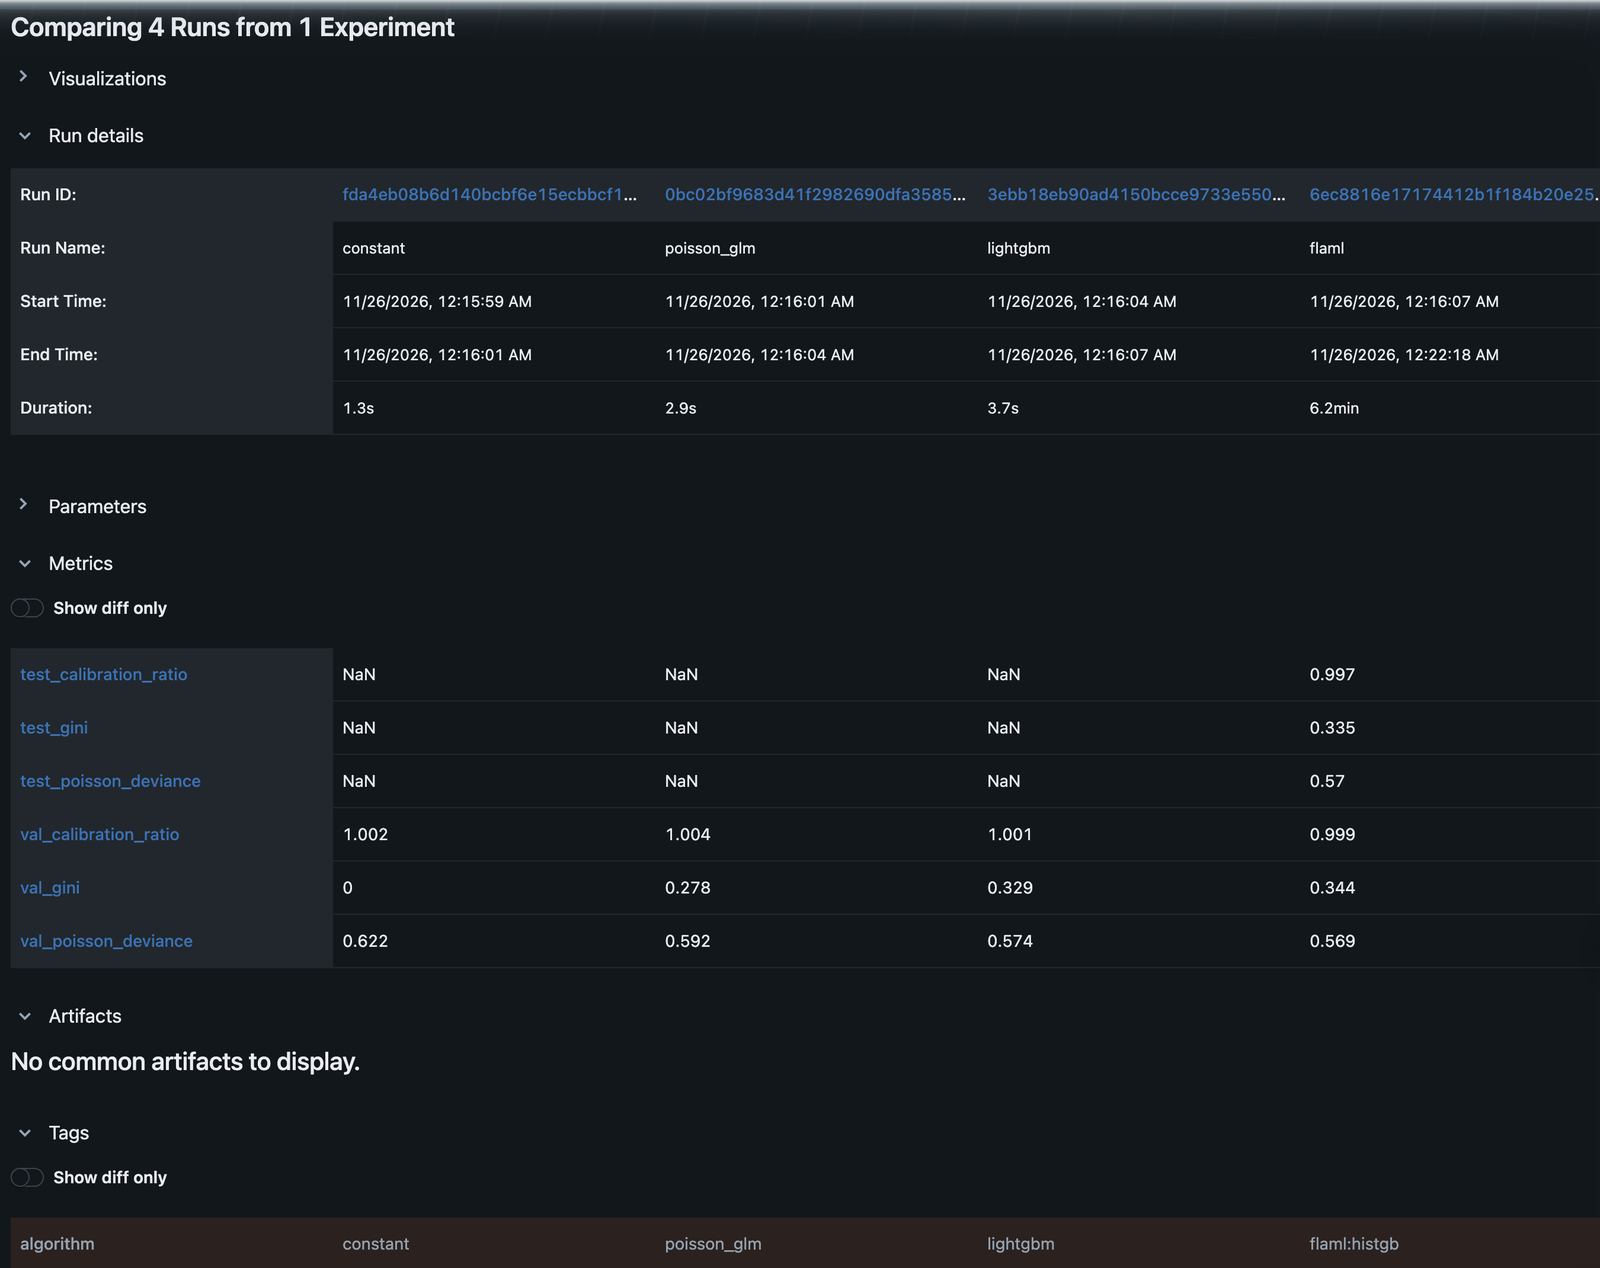 Comparing 4 Runs from 1 Experiment
Visualizations
Run details
Run ID: fda4eb08b6d140bcbf6e15ecbbcf1... 0bc02bf9683d41f2982690dfa3585... 3ebb18eb90ad4150bcce9733e550... 6ec8816e17174412b1f184b20e25.
Run Name: constant poisson_glm lightgbm flaml
Start Time: 11/26/2026, 12:15:59 AM 11/26/2026, 12:16:01 AM 11/26/2026, 12:16:04 AM 11/26/2026, 12:16:07 AM
End Time: 11/26/2026, 12:16:01 AM 11/26/2026, 12:16:04 AM 11/26/2026, 12:16:07 AM 11/26/2026, 12:22:18 AM
Duration: 1.3s 2.9s 3.7s 6.2min
Parameters
Metrics
Show diff only
test_calibration_ratio NaN NaN NaN 0.997
test_gini NaN NaN NaN 0.335
test_poisson_deviance NaN NaN NaN 0.57
val_calibration_ratio 1.002 1.004 1.001 0.999
val_gini 0 0.278 0.329 0.344
val_poisson_deviance 0.622 0.592 0.574 0.569
Artifacts
No common artifacts to display.
Tags
Show diff only
algorithm constant poisson_glm lightgbm flaml:histgb